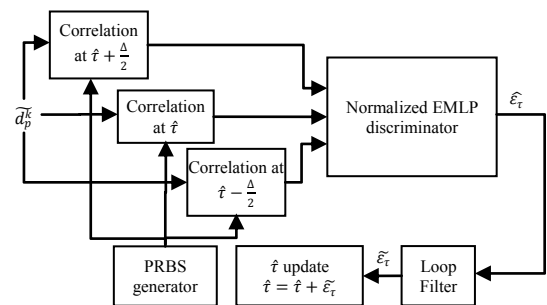 Correlation
at τ̂ + Δ/2
d̃ₚᵏ
Correlation
at τ̂
Correlation at
τ̂ − Δ/2
Normalized EMLP
discriminator
ε̂_τ
PRBS
generator
τ̂ update
τ̂ = τ̂ + ε̃_τ
ε̃_τ
Loop
Filter